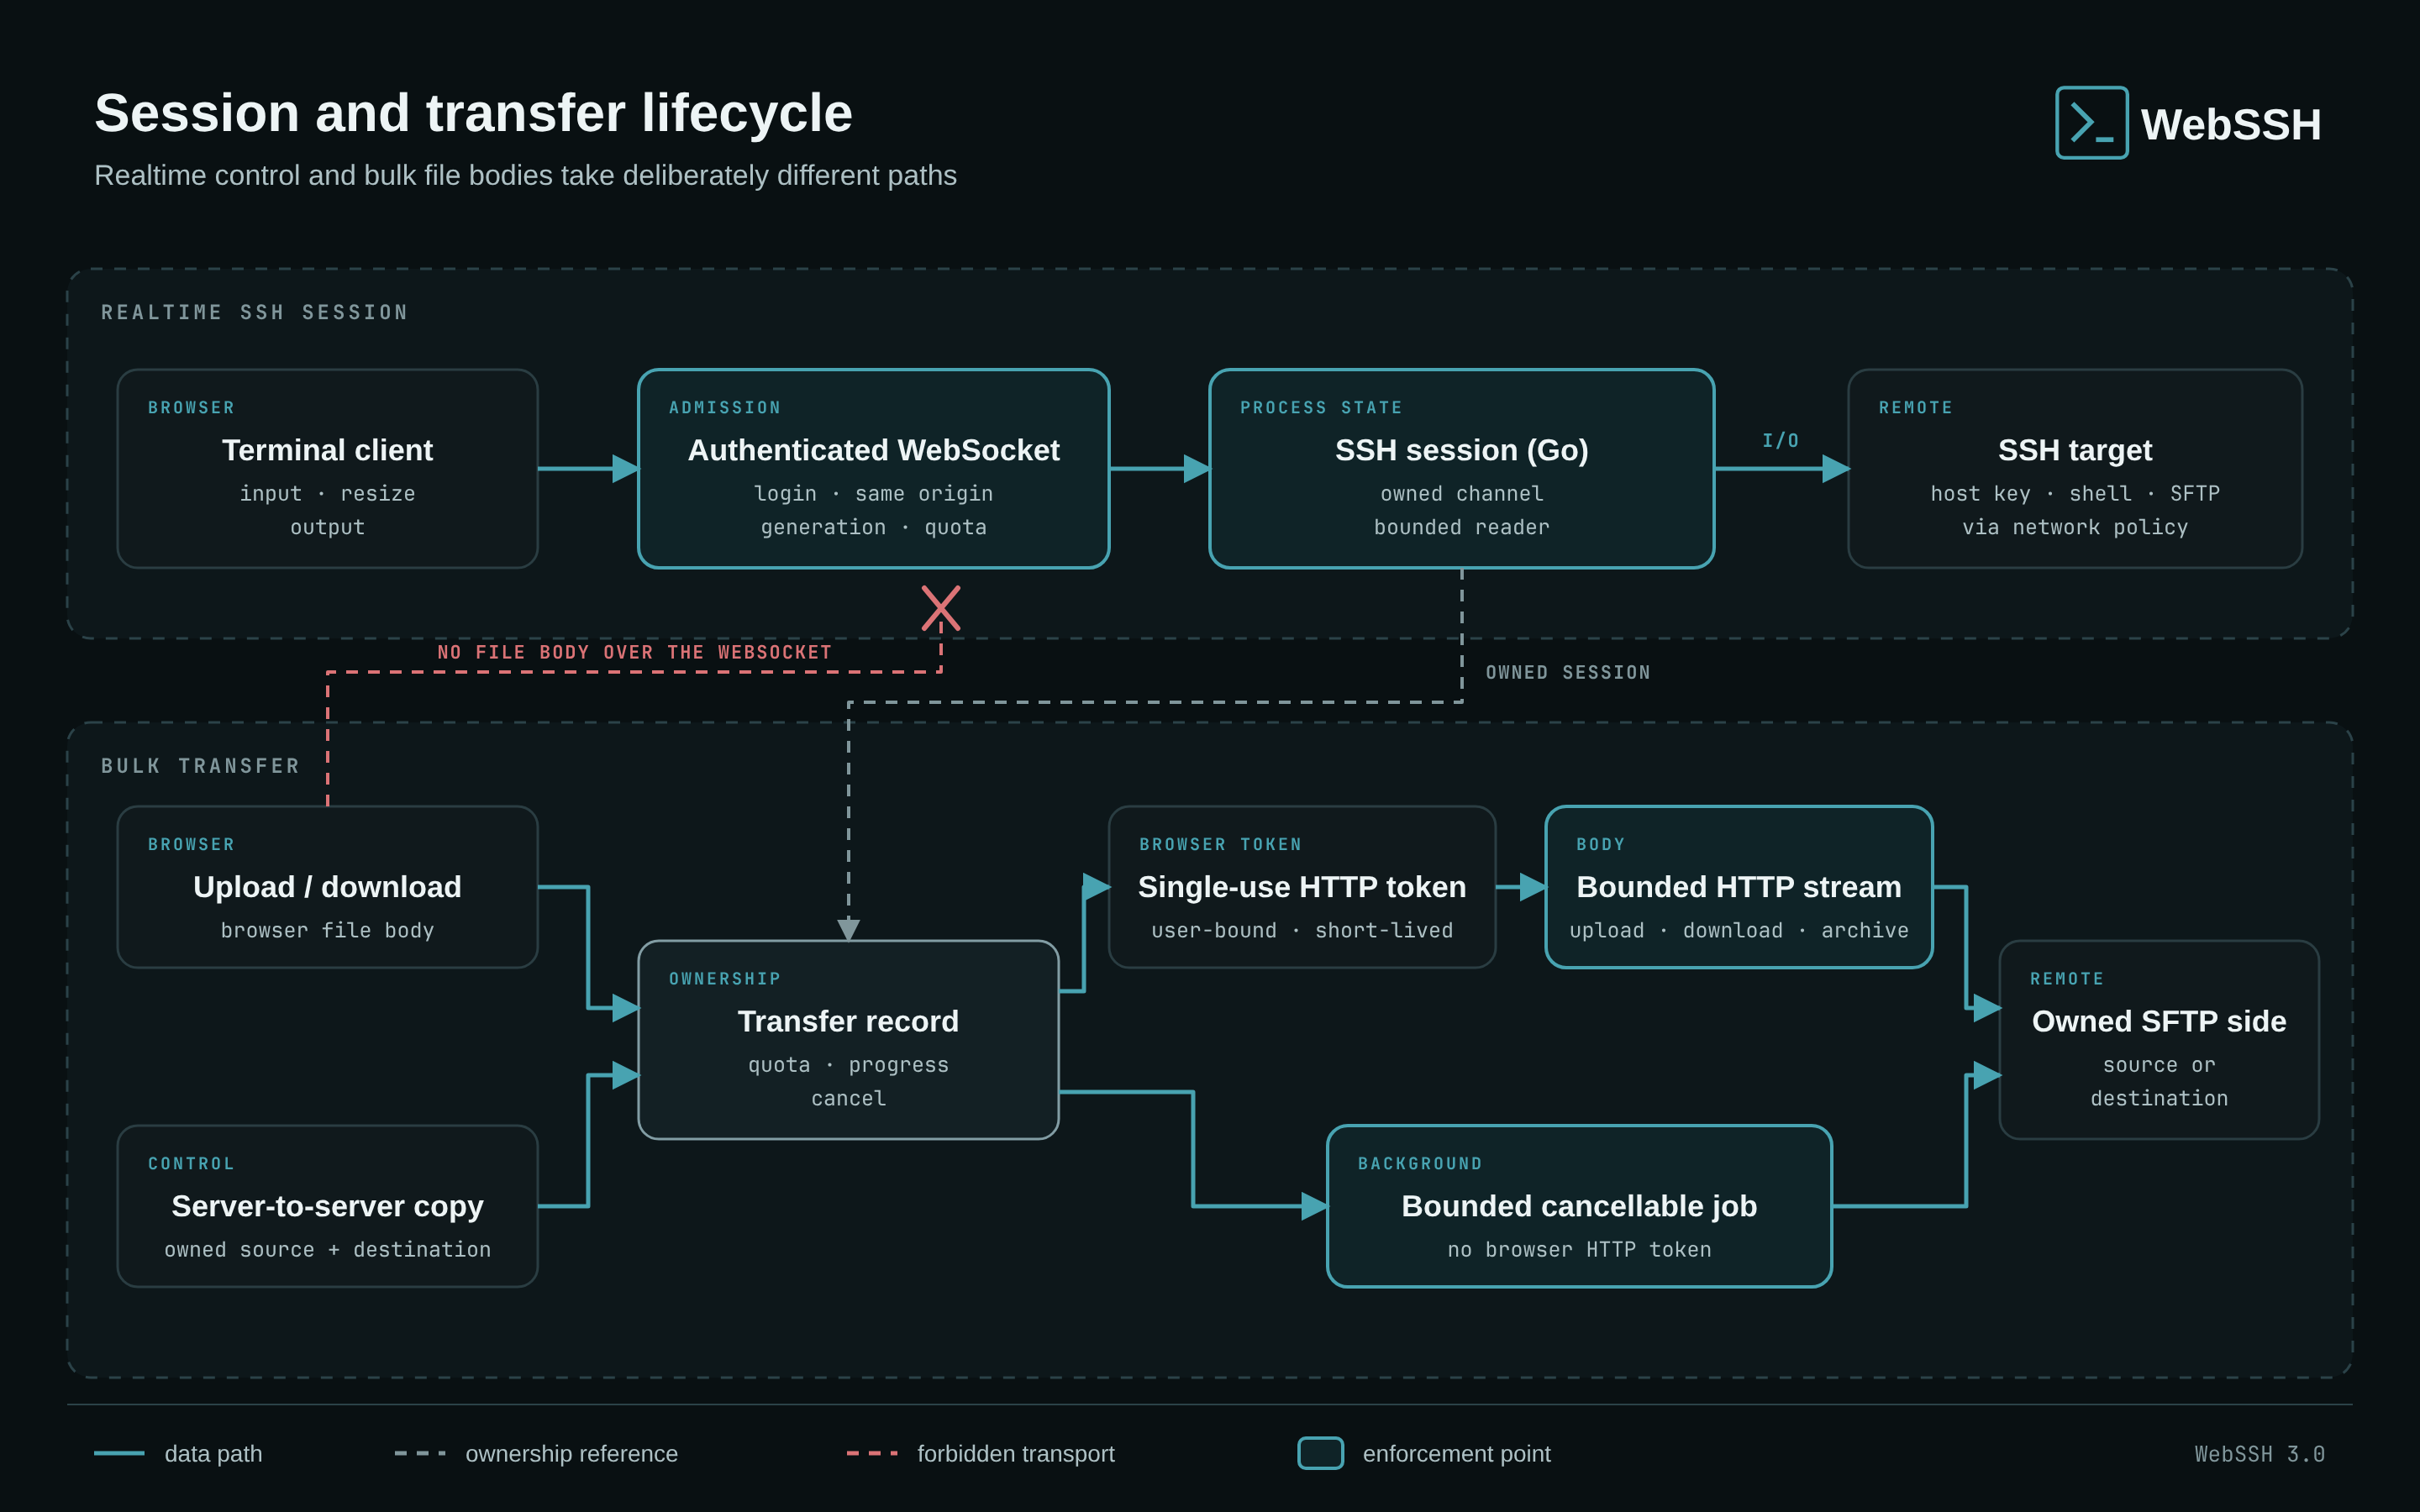 Session and transfer lifecycle
Realtime control and bulk file bodies take deliberately different paths
WebSSH
REALTIME SSH SESSION
BROWSER
Terminal client
input · resize
output
ADMISSION
Authenticated WebSocket
login · same origin
generation · quota
PROCESS STATE
SSH session (Go)
owned channel
bounded reader
I/O
REMOTE
SSH target
host key · shell · SFTP
via network policy
NO FILE BODY OVER THE WEBSOCKET
OWNED SESSION
BULK TRANSFER
BROWSER
Upload / download
browser file body
CONTROL
Server-to-server copy
owned source + destination
OWNERSHIP
Transfer record
quota · progress
cancel
BROWSER TOKEN
Single-use HTTP token
user-bound · short-lived
BODY
Bounded HTTP stream
upload · download · archive
BACKGROUND
Bounded cancellable job
no browser HTTP token
REMOTE
Owned SFTP side
source or
destination
data path
ownership reference
forbidden transport
enforcement point
WebSSH 3.0